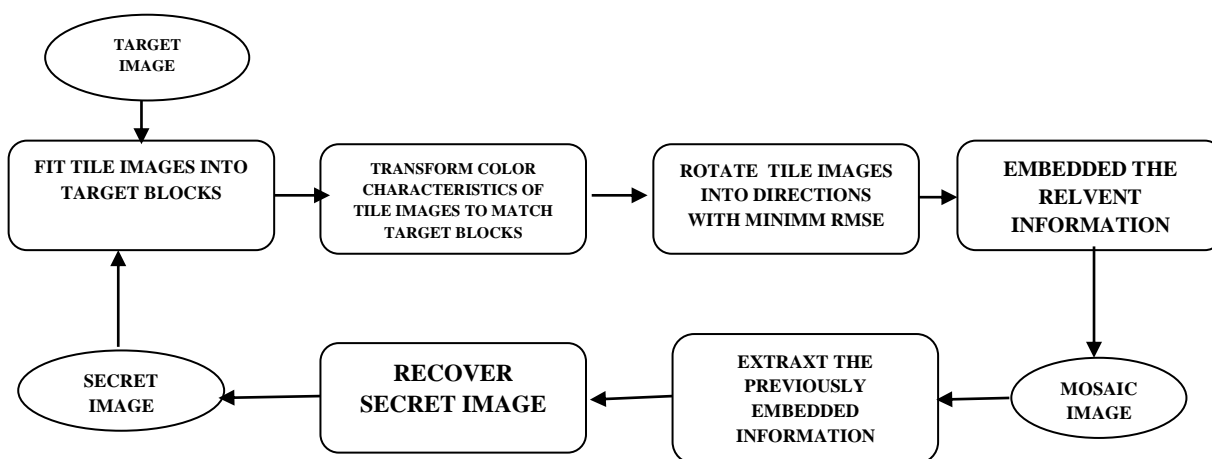 TARGET
IMAGE
FIT TILE IMAGES INTO
TARGET BLOCKS
TRANSFORM COLOR
CHARACTERISTICS OF
TILE IMAGES TO MATCH
TARGET BLOCKS
ROTATE TILE IMAGES
INTO DIRECTIONS
WITH MINIMM RMSE
EMBEDDED THE
RELVENT
INFORMATION
SECRET
IMAGE
RECOVER
SECRET IMAGE
EXTRAXT THE
PREVIOUSLY
EMBEDDED
INFORMATION
MOSAIC
IMAGE